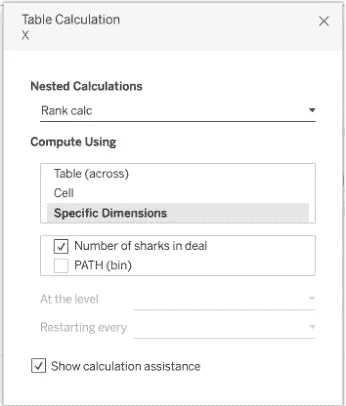 Table Calculation
X
Nested Calculations
Rank calc
Compute Using
Table (across)
Cell
Specific Dimensions
Number of sharks in deal
PATH (bin)
At the level
Restarting every
Show calculation assistance